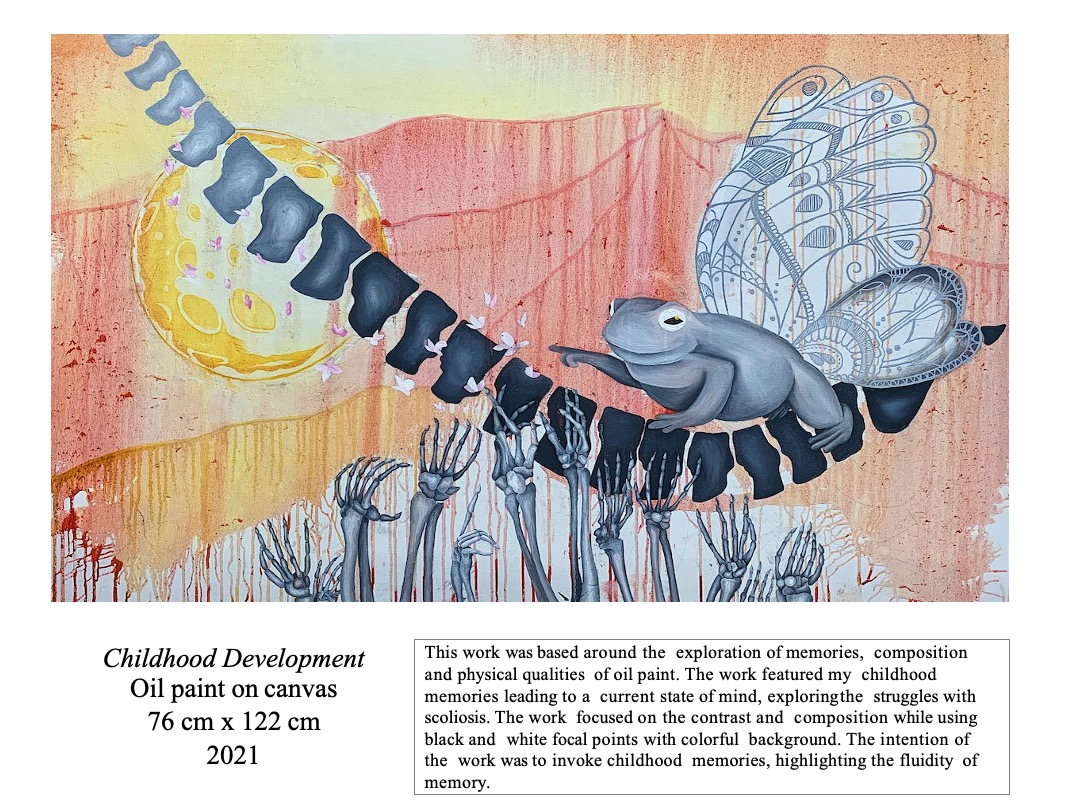 Childhood Development
Oil paint on canvas
76 cm x 122 cm
2021
This work was based around the exploration of memories, composition
and physical qualities of oil paint. The work featured my childhood
memories leading to a current state of mind, exploringthe struggles with
scoliosis. The work focused on the contrast and composition while using
black and white focal points with colorful background. The intention of
the work was to invoke childhood memories, highlighting the fluidity of
memory.